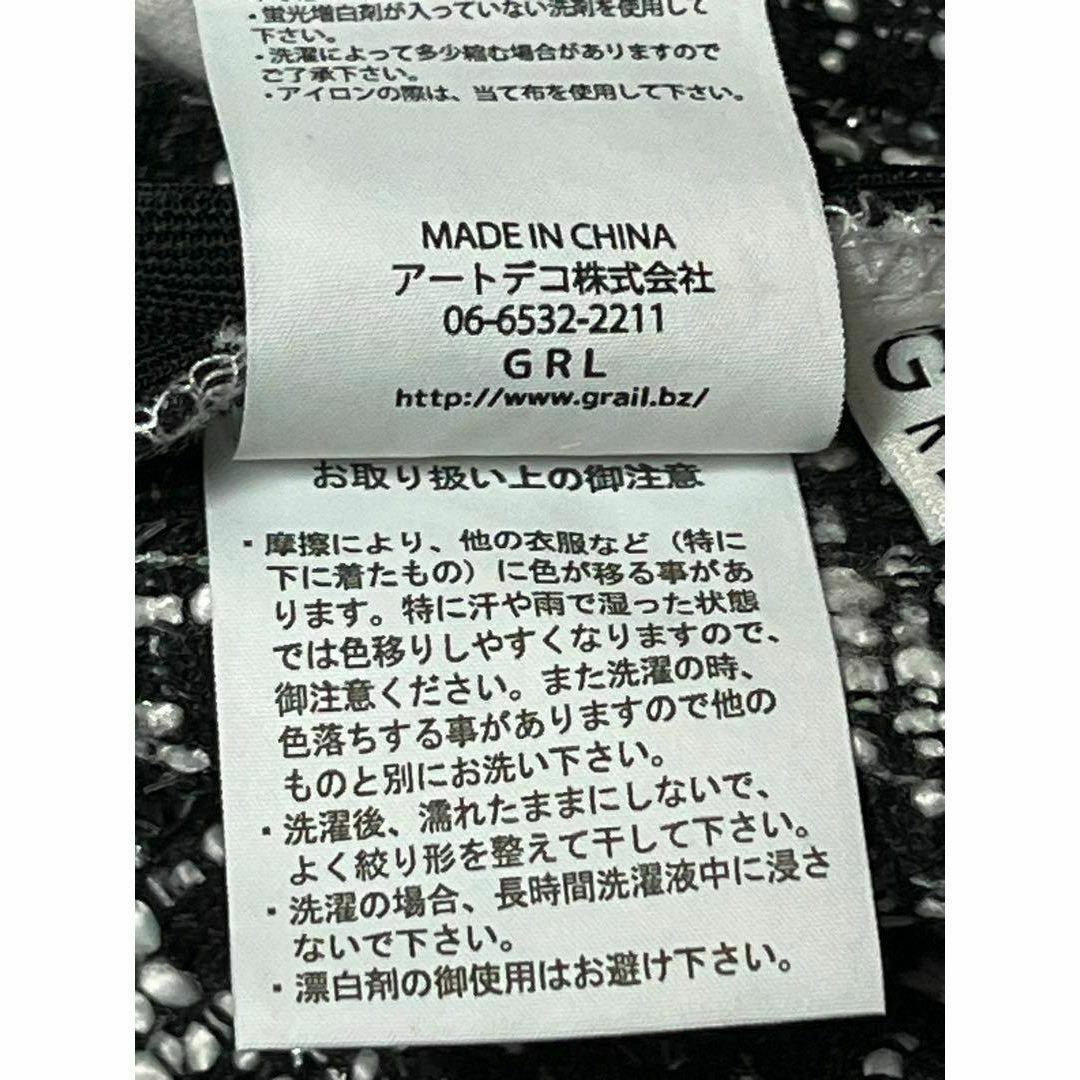 ・蛍光増白剤が入っていない洗剤を使用して
下さい。
・洗濯によって多少縮む場合がありますので
ご了承下さい。
・アイロンの際は、当て布を使用して下さい。
MADE IN CHINA
アートデコ株式会社
06-6532-2211
GRL
http://www.grail.bz/
お取り扱い上の御注意
・摩擦により、他の衣服など（特に
下に着たもの）に色が移る事があ
ります。特に汗や雨で湿った状態
では色移りしやすくなりますので、
御注意ください。また洗濯の時、
色落ちする事がありますので他の
ものと別にお洗い下さい。
・洗濯後、濡れたままにしないで、
よく絞り形を整えて干して下さい。
・洗濯の場合、長時間洗濯液中に浸さ
ないで下さい。
・漂白剤の御使用はお避け下さい。